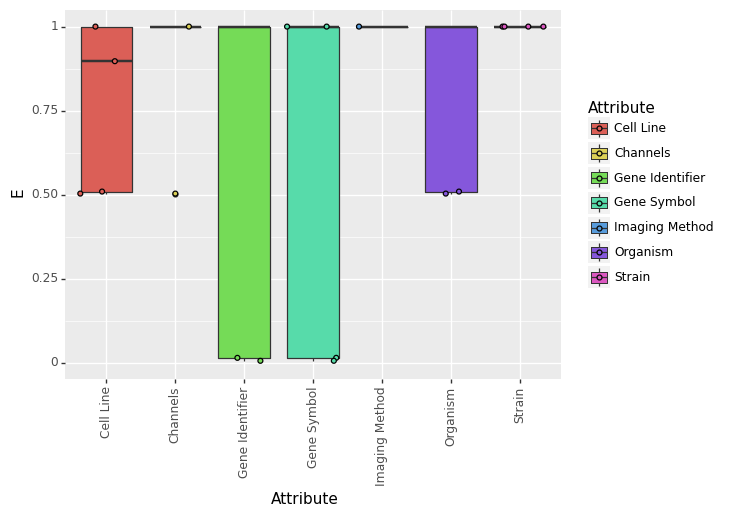 1
0.75
0.50
0.25
0
E
Cell Line
Channels
Gene Identifier
Gene Symbol
Imaging Method
Organism
Strain
Attribute
Attribute
Cell Line
Channels
Gene Identifier
Gene Symbol
Imaging Method
Organism
Strain